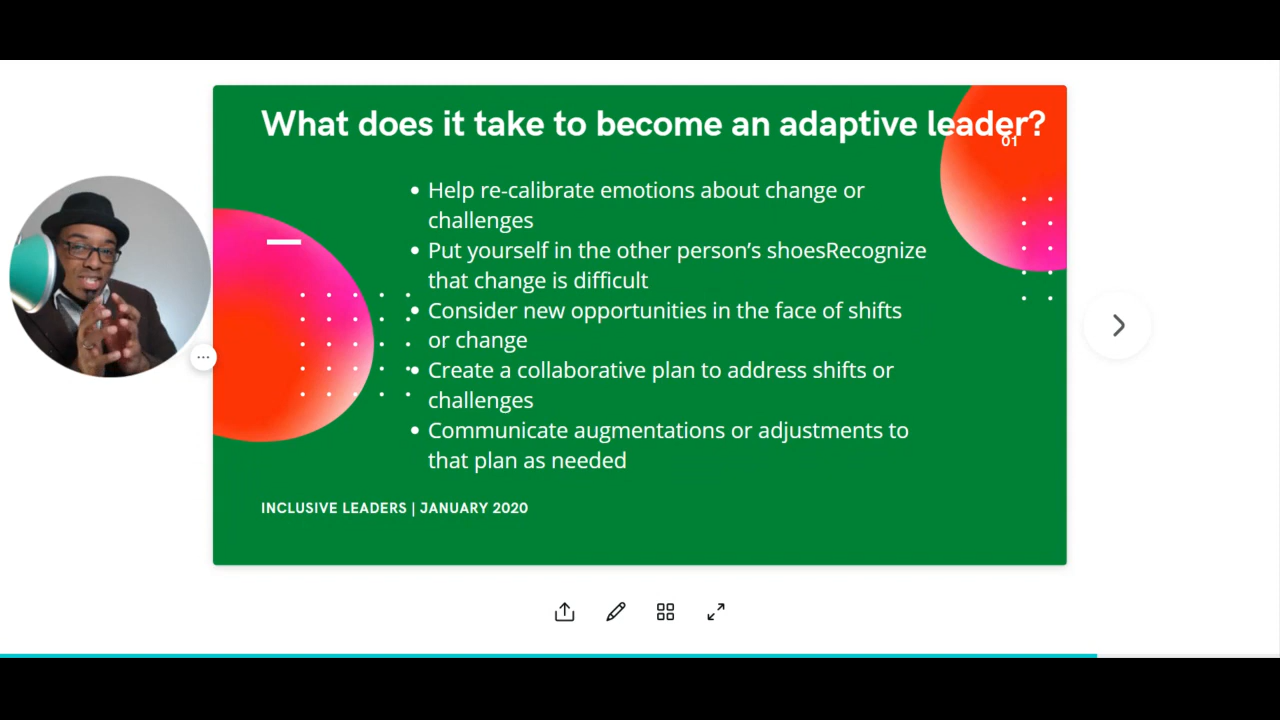 What does it take to become an adaptive leader?
01
• Help re-calibrate emotions about change or
challenges
• Put yourself in the other person’s shoesRecognize
that change is difficult
• Consider new opportunities in the face of shifts
or change
• Create a collaborative plan to address shifts or
challenges
• Communicate augmentations or adjustments to
that plan as needed
INCLUSIVE LEADERS | JANUARY 2020